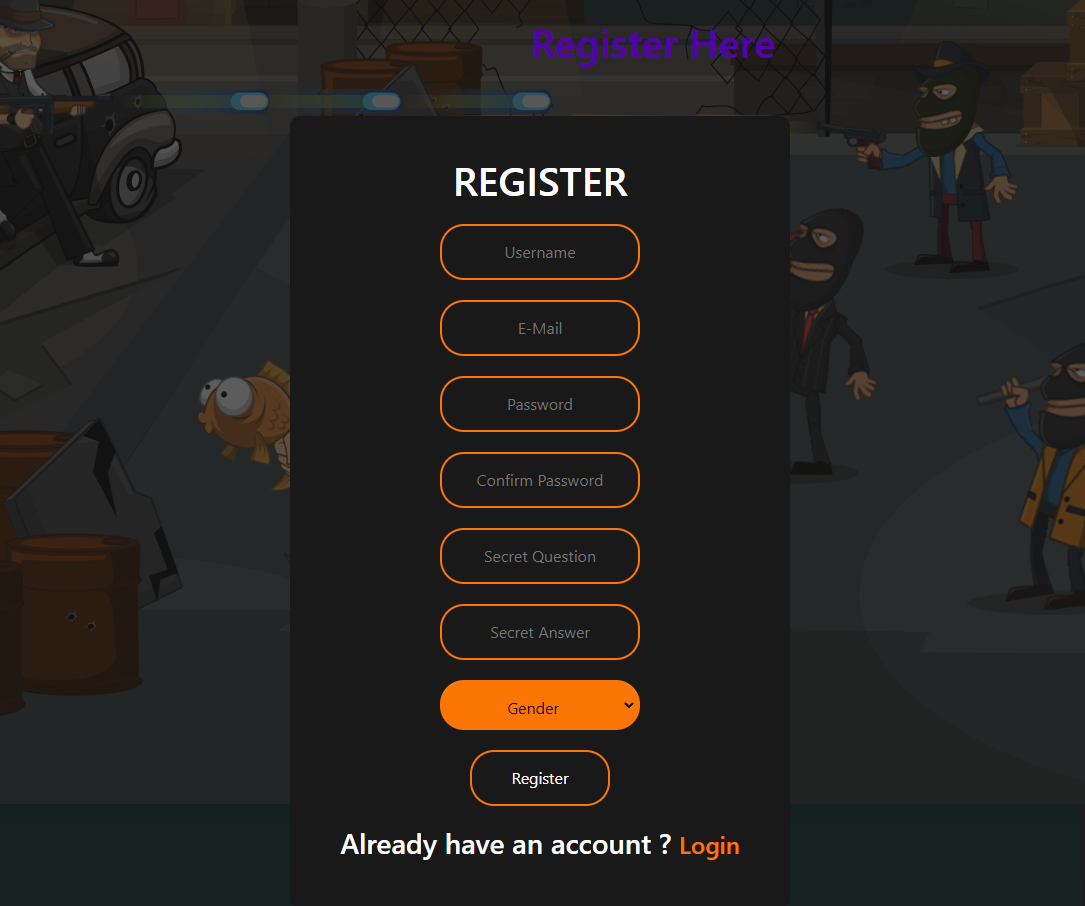 Register Here
REGISTER
Username
E-Mail
Password
Confirm Password
Secret Question
Secret Answer
Gender
Register
Already have an account ? Login